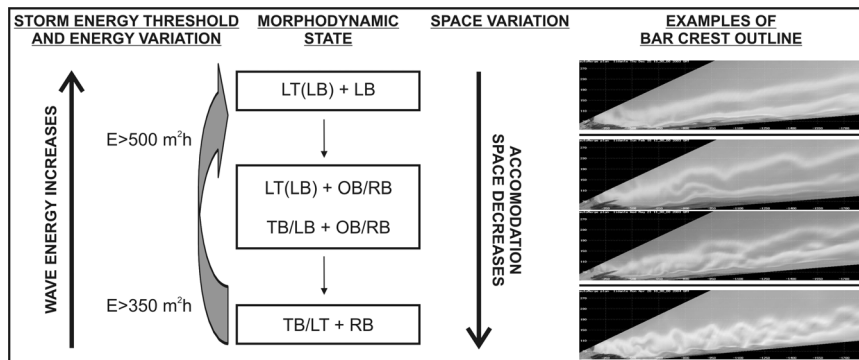 STORM ENERGY THRESHOLD
AND ENERGY VARIATION
MORPHODYNAMIC
STATE
SPACE VARIATION
EXAMPLES OF
BAR CREST OUTLINE
WAVE ENERGY INCREASES
E>500 m²h
E>350 m²h
LT(LB) + LB
LT(LB) + OB/RB
TB/LB + OB/RB
TB/LT + RB
ACCOMODATION
SPACE DECREASES